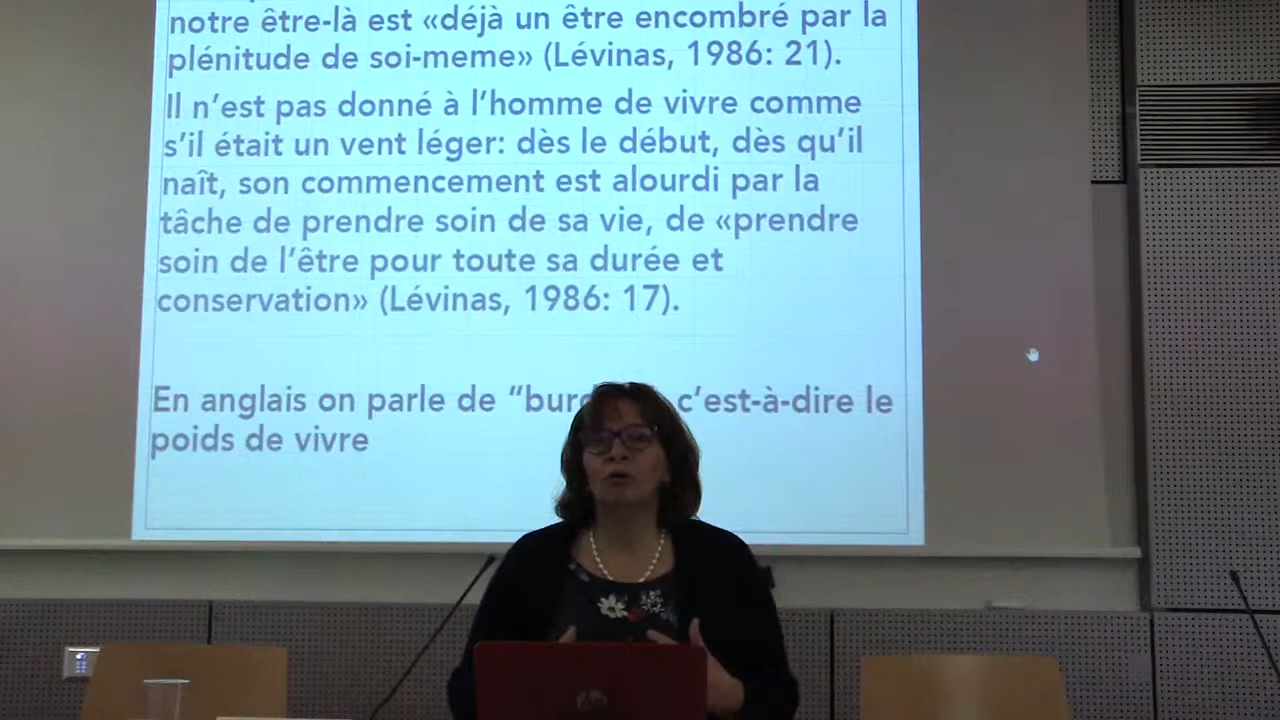 notre être-là est «déjà un être encombré par la
plénitude de soi-meme» (Lévinas, 1986: 21).
Il n’est pas donné à l’homme de vivre comme
s’il était un vent léger: dès le début, dès qu’il
naît, son commencement est alourdi par la
tâche de prendre soin de sa vie, de «prendre
soin de l’être pour toute sa durée et
conservation» (Lévinas, 1986: 17).
En anglais on parle de “ c’est-à-dire le
poids de vivre
hp